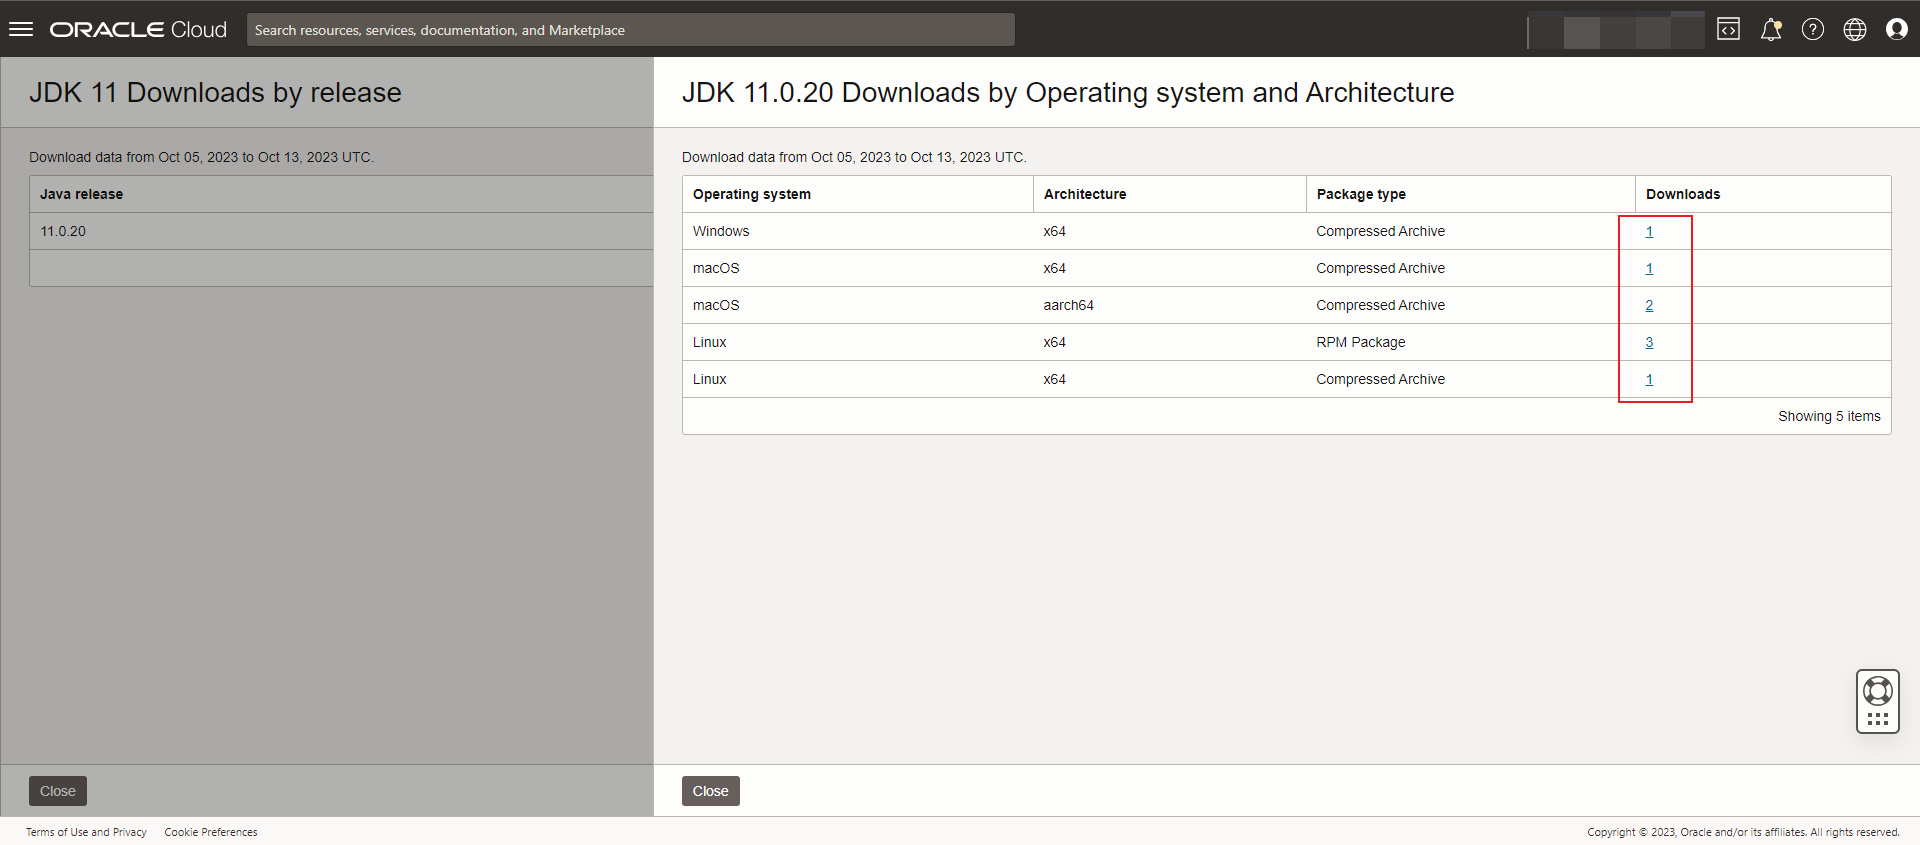 ORACLE Cloud
Search resources, services, documentation, and Marketplace
JDK 11 Downloads by release
Download data from Oct 05, 2023 to Oct 13, 2023 UTC.
Java release
11.0.20
Close
JDK 11.0.20 Downloads by Operating system and Architecture
Download data from Oct 05, 2023 to Oct 13, 2023 UTC.
Operating system Architecture Package type Downloads
Windows x64 Compressed Archive 1
macOS x64 Compressed Archive 1
macOS aarch64 Compressed Archive 2
Linux x64 RPM Package 3
Linux x64 Compressed Archive 1
Showing 5 items
Close
Terms of Use and Privacy Cookie Preferences
Copyright © 2023, Oracle and/or its affiliates. All rights reserved.